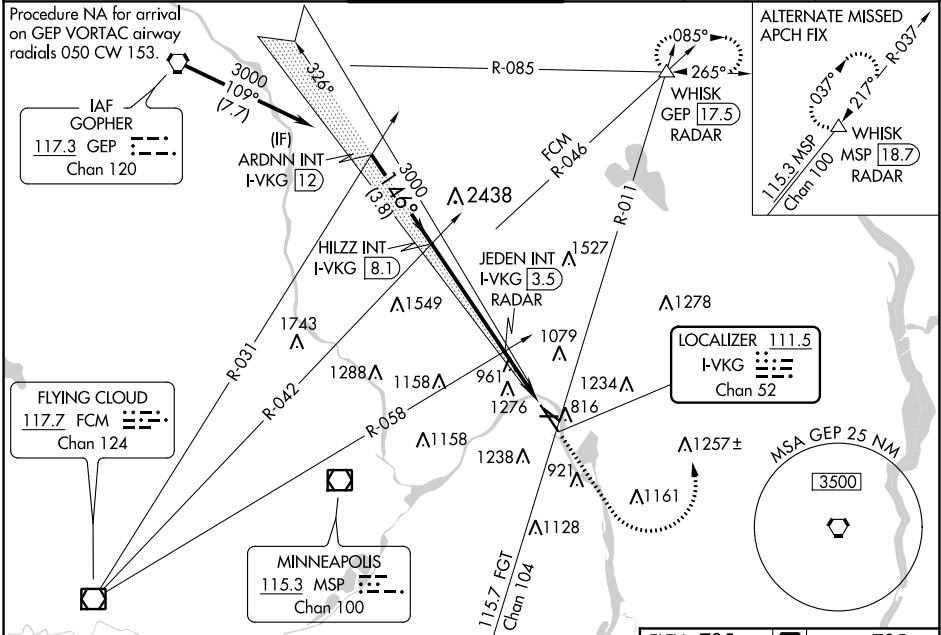 Procedure NA for arrival
on GEP VORTAC airway
radials 050 CW 153.
3000
109°
(7.7)
IAF
GOPHER
117.3 GEP
Chan 120
326°
R-085
085°
265°
WHISK
GEP 17.5
RADAR
ALTERNATE MISSED
APCH FIX
R-037
037°
217°
WHISK
MSP 18.7
RADAR
115.3 MSP
Chan 100
(IF)
ARDNN INT
I-VKG 12
3000
146°
(3.8)
FCM
R-046
R-011
2438
HILZZ INT
I-VKG 8.1
JEDEN INT
I-VKG 3.5
RADAR
1527
1549
1278
1743
1079
LOCALIZER 111.5
I-VKG
Chan 52
R-031
1288
1158
961
1276
1234
816
FLYING CLOUD
117.7 FCM
Chan 124
R-042
R-058
1158
1238
921
1257±
1161
MSA GEP 25 NM
3500
1128
MINNEAPOLIS
115.3 MSP
Chan 100
115.7 FGT
Chan 104